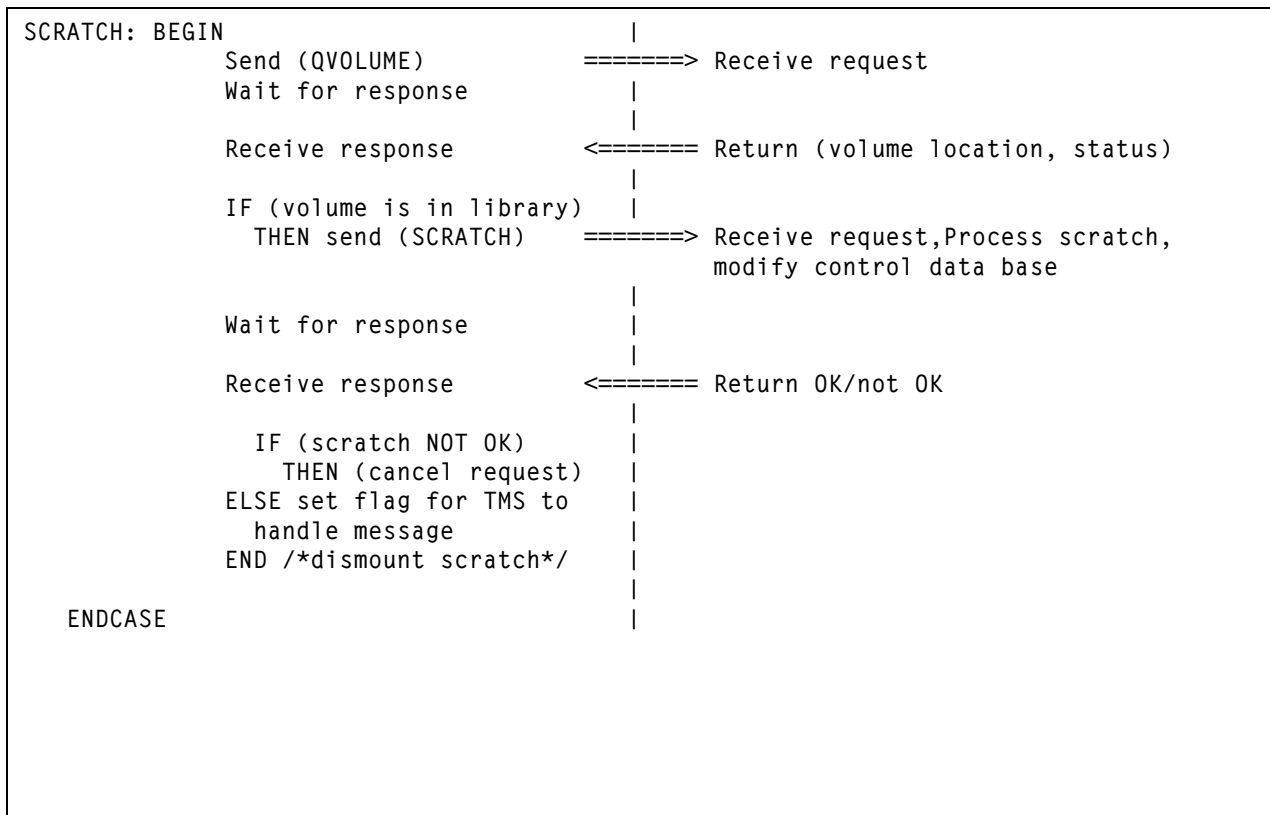 SCRATCH: BEGIN |
Send (QVOLUME) =======> Receive request
Wait for response |
|
Receive response <======= Return (volume location, status)
|
IF (volume is in library) |
THEN send (SCRATCH) =======> Receive request,Process scratch,
modify control data base
|
Wait for response |
|
Receive response <======= Return OK/not OK
|
IF (scratch NOT OK) |
THEN (cancel request) |
ELSE set flag for TMS to |
handle message |
END /*dismount scratch*/ |
|
ENDCASE |